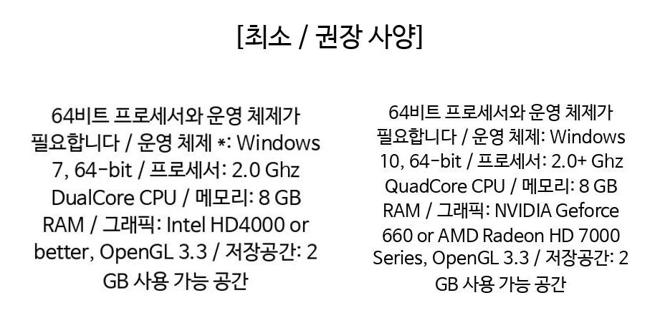 [최소 / 권장 사양]
64비트 프로세서와 운영 체제가
필요합니다 / 운영 체제 *: Windows
7, 64-bit / 프로세서: 2.0 Ghz
DualCore CPU / 메모리: 8 GB
RAM / 그래픽: Intel HD4000 or
better, OpenGL 3.3 / 저장공간: 2
GB 사용 가능 공간
64비트 프로세서와 운영 체제가
필요합니다 / 운영 체제: Windows
10, 64-bit / 프로세서: 2.0+ Ghz
QuadCore CPU / 메모리: 8 GB
RAM / 그래픽: NVIDIA Geforce
660 or AMD Radeon HD 7000
Series, OpenGL 3.3 / 저장공간: 2
GB 사용 가능 공간